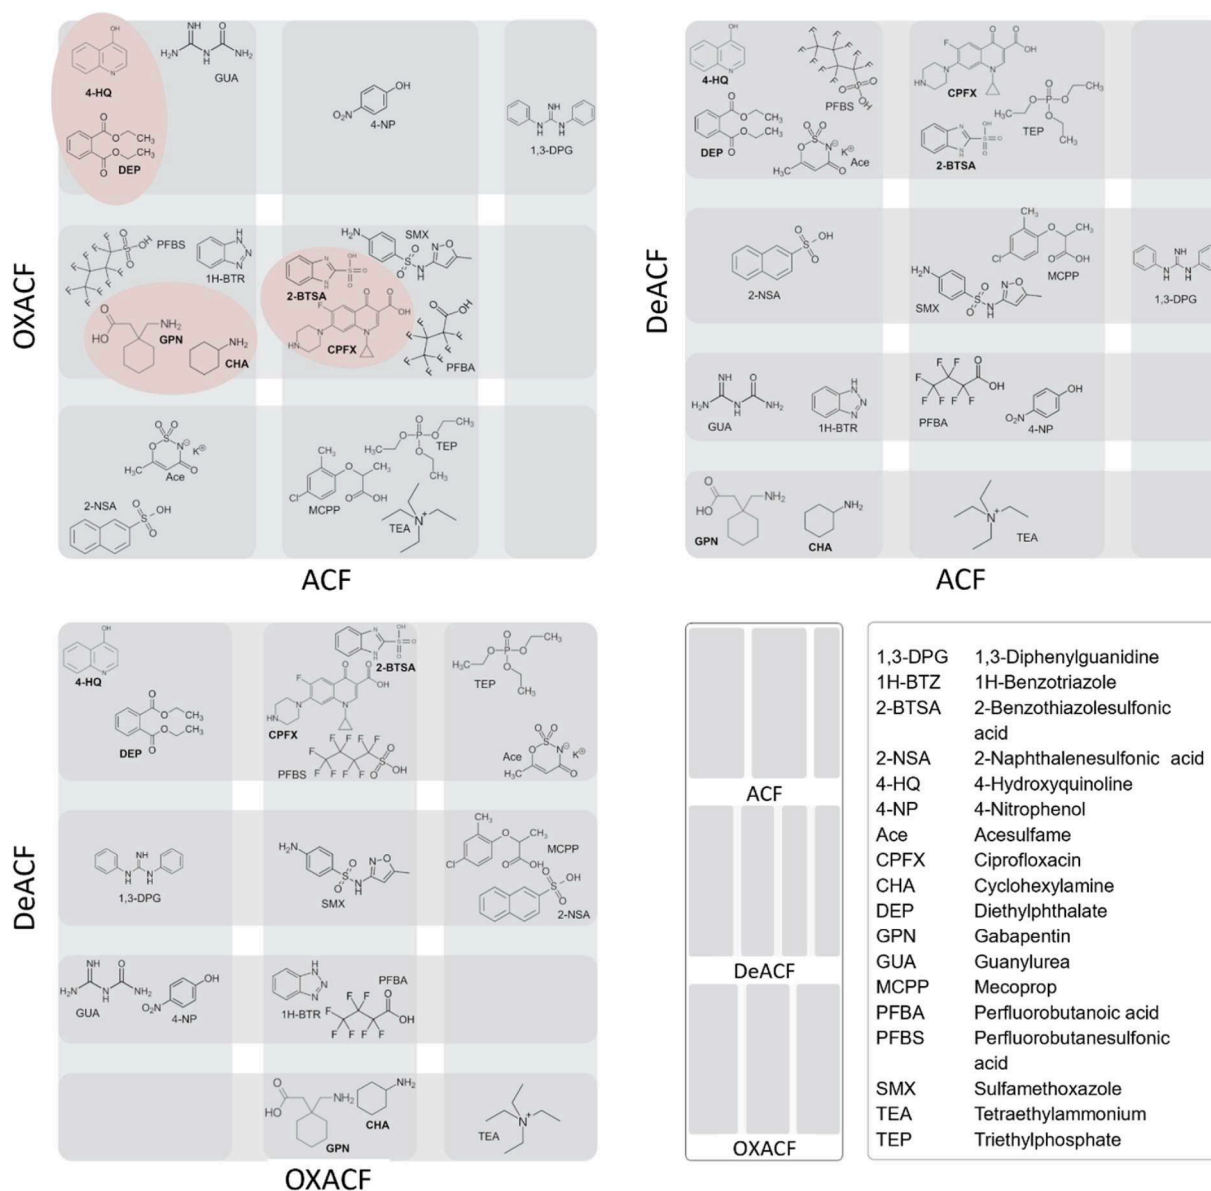 4-HQ
GUA
DEP
4-NP
1,3-DPG
PFBS
1H-BTR
SMX
2-BTSA
GPN
CHA
CPFX
PFBA
Ace
2-NSA
TEP
MCPP
TEA
OXACF
ACF
4-HQ
PFBS
CPFX
TEP
DEP
Ace
2-BTSA
2-NSA
MCPP
SMX
1,3-DPG
GUA
1H-BTR
PFBA
4-NP
GPN
CHA
TEA
DeACF
ACF
4-HQ
2-BTSA
TEP
DEP
CPFX
PFBS
Ace
1,3-DPG
SMX
MCPP
2-NSA
GUA
4-NP
1H-BTR
PFBA
GPN
CHA
TEA
DeACF
OXACF
ACF
DeACF
OXACF
1,3-DPG 1,3-Diphenylguanidine
1H-BTZ 1H-Benzotriazole
2-BTSA 2-Benzothiazolesulfonic
acid
2-NSA 2-Naphthalenesulfonic acid
4-HQ 4-Hydroxyquinoline
4-NP 4-Nitrophenol
Ace Acesulfame
CPFX Ciprofloxacin
CHA Cyclohexylamine
DEP Diethylphthalate
GPN Gabapentin
GUA Guanylurea
MCPP Mecoprop
PFBA Perfluorobutanoic acid
PFBS Perfluorobutanesulfonic
acid
SMX Sulfamethoxazole
TEA Tetraethylammonium
TEP Triethylphosphate